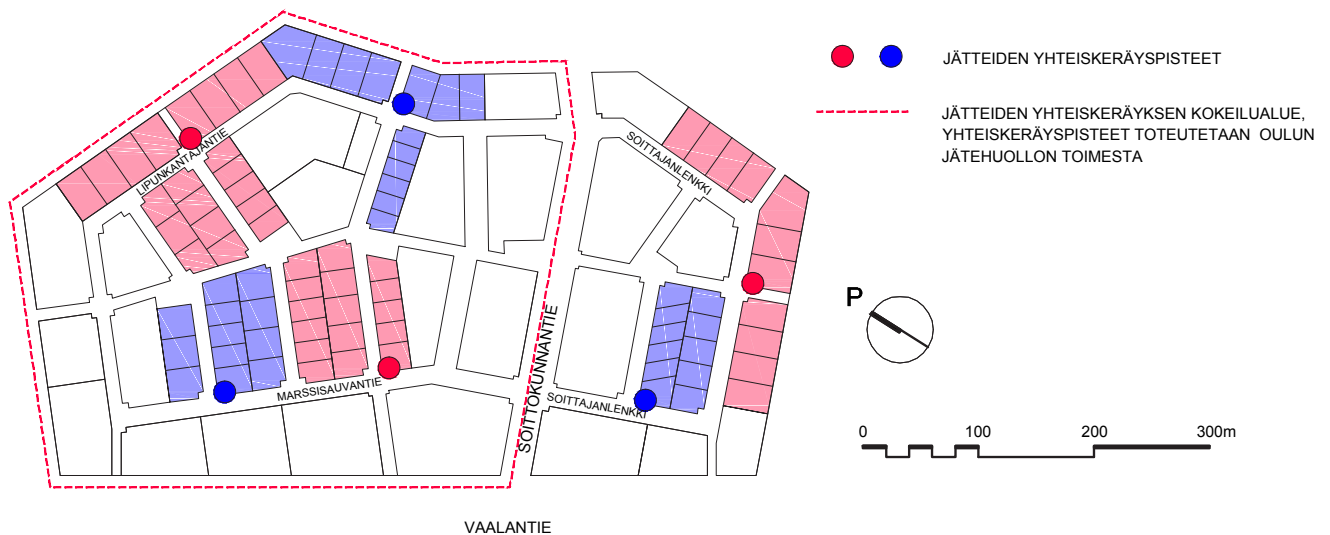 JÄTTEIDEN YHTEISKERÄYSPISTEET
JÄTTEIDEN YHTEISKERÄYKSEN KOKEILUALUE,
YHTEISKERÄYSPISTEET TOTEUTETAAN OULUN
JÄTEHUOLLON TOIMESTA
LIPUNKANTAJANTIE
SOITTAJANLENKKI
P
MARSSISAUVANTIE
SOITTOKUNNANTIE
SOITTAJANLENKKI
0 100 200 300m
VAALANTIE